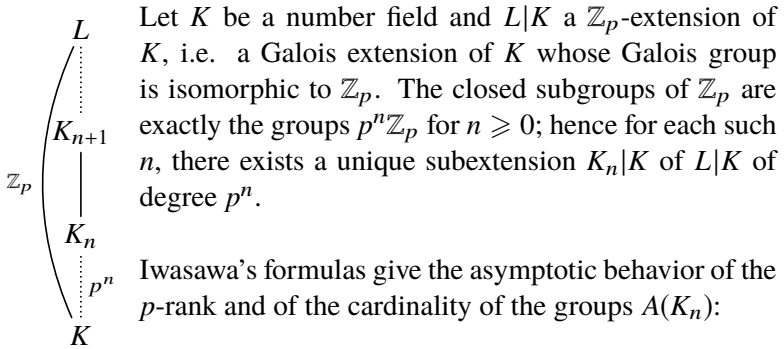 L
K_{n+1}
ℤ_p
K_n
p^n
K
Let K be a number field and L|K a ℤ_p-extension of
K, i.e. a Galois extension of K whose Galois group
is isomorphic to ℤ_p. The closed subgroups of ℤ_p are
exactly the groups p^nℤ_p for n ⩾ 0; hence for each such
n, there exists a unique subextension K_n|K of L|K of
degree p^n.
Iwasawa's formulas give the asymptotic behavior of the
p-rank and of the cardinality of the groups A(K_n):